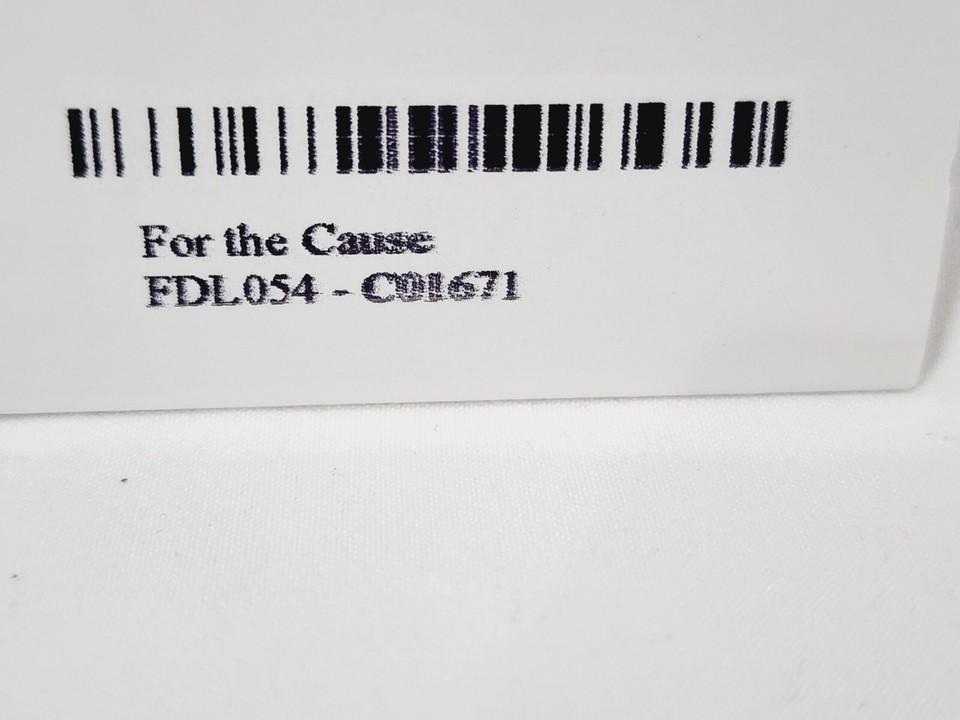 For the Cause
FDL054 - C01671